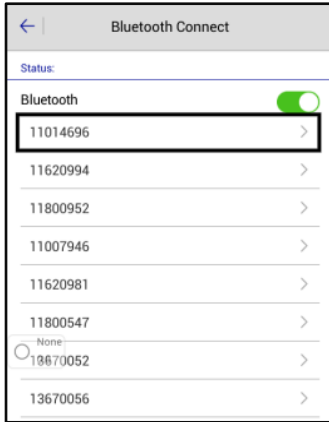 Bluetooth Connect
Status:
Bluetooth
11014696
11620994
11800952
11007946
11620981
11800547
None
13670052
13670056